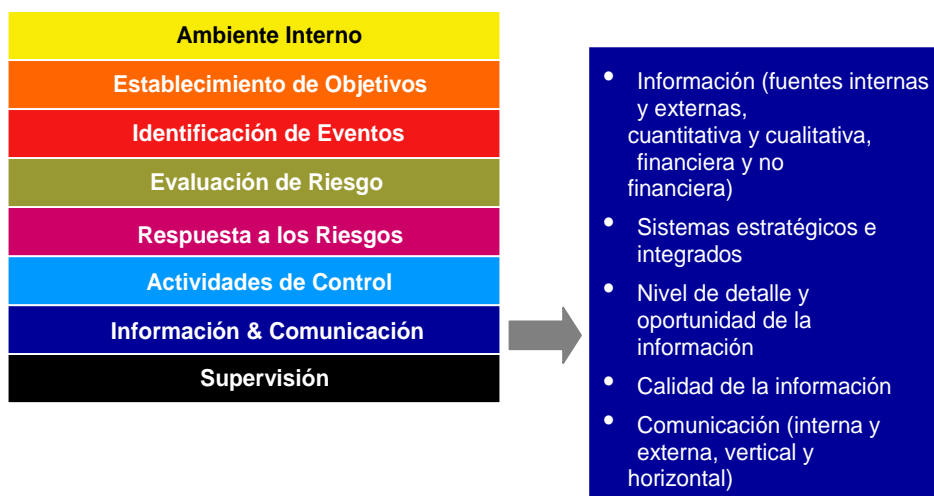 Ambiente Interno
Establecimiento de Objetivos
Identificación de Eventos
Evaluación de Riesgo
Respuesta a los Riesgos
Actividades de Control
Información & Comunicación
Supervisión
• Información (fuentes internas
y externas,
cuantitativa y cualitativa,
financiera y no
financiera)
• Sistemas estratégicos e
integrados
• Nivel de detalle y
oportunidad de la
información
• Calidad de la información
• Comunicación (interna y
externa, vertical y
horizontal)